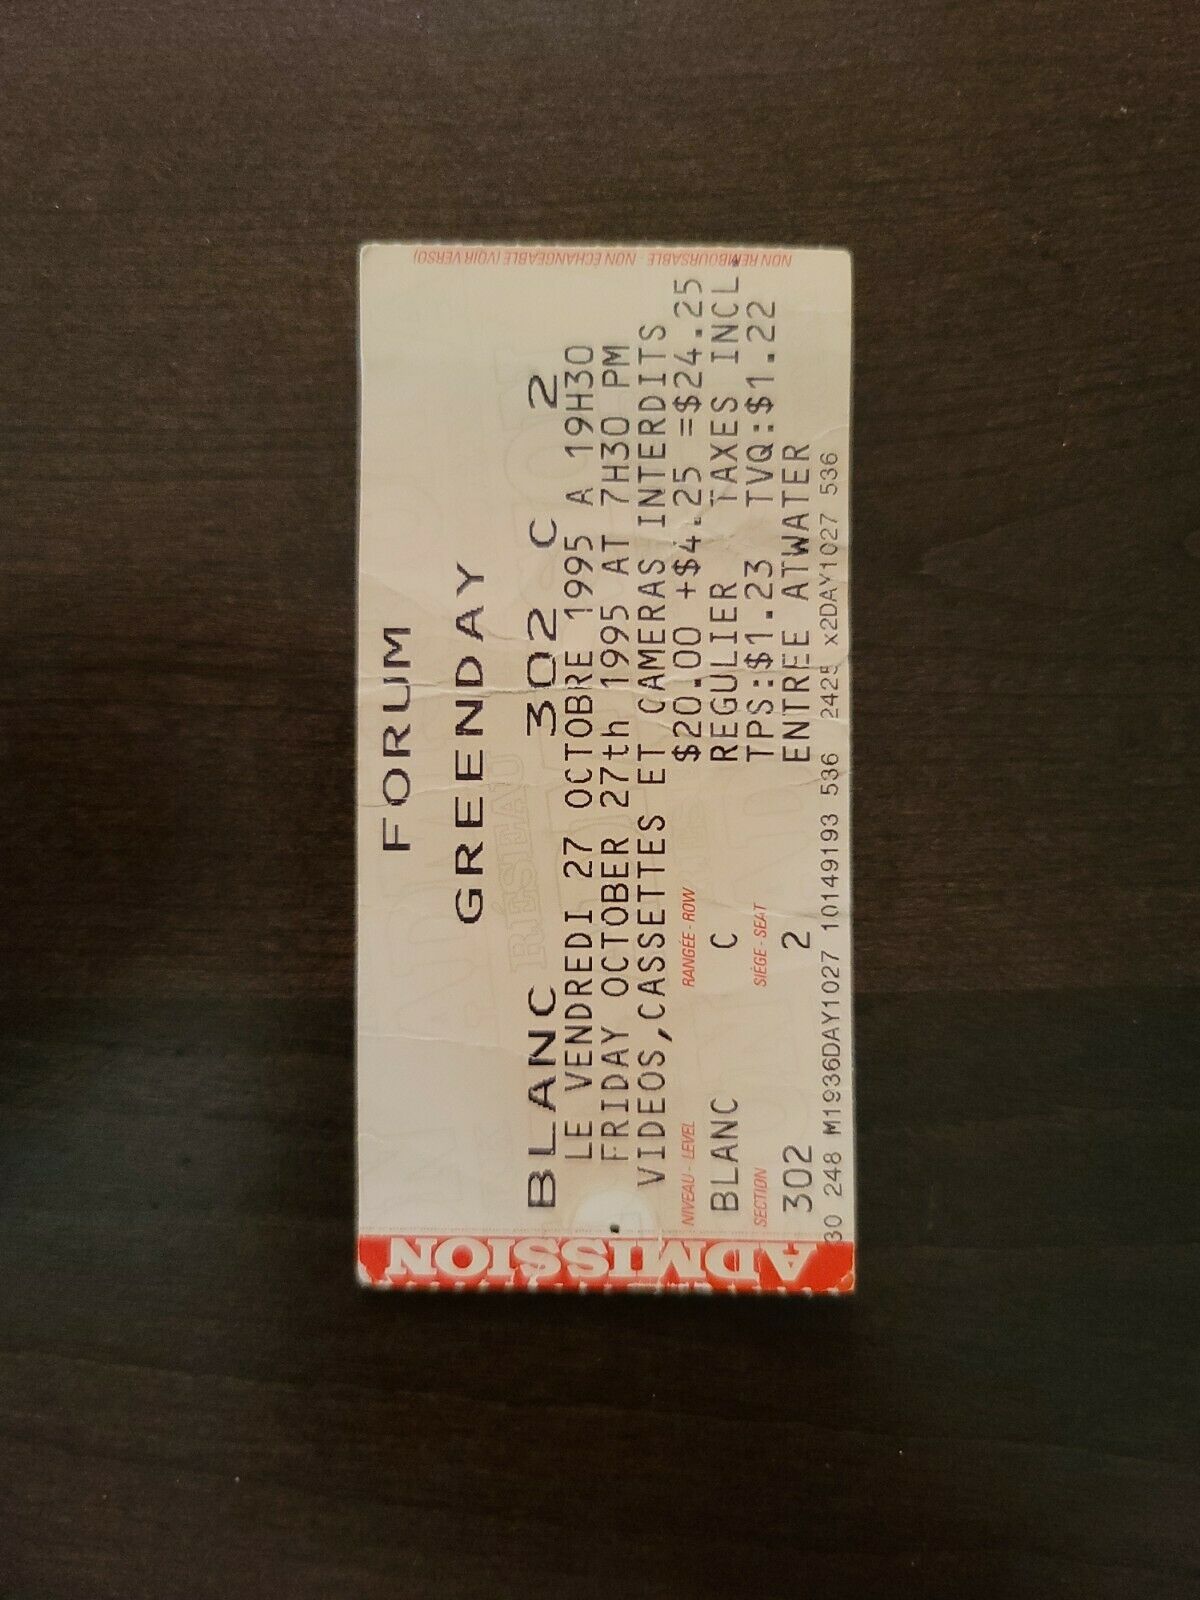 FORUM
GREENDAY
BLANC 302 C 2
LE VENDREDI 27 OCTOBRE 1995 A 19H30
FRIDAY OCTOBER 27th 1995 AT 7H30 PM
VIDEOS,CASSETTES ET CAMERAS INTERDITS
$20.00 +$4.25 =$24.25
REGULIER TAXES INCL.
TPS:$1.23 TVQ:$1.22
ENTREE ATWATER
NIVEAU - LEVEL RANGÉE - ROW
BLANC C
SECTION SIÈGE - SEAT
302 2
30 248 M1936DAY1027 10149193 536 2425 x2DAY1027 536
ADMISSION
NON REMBOURSABLE - NON ÉCHANGEABLE (VOIR VERSO)
RÉSEAU